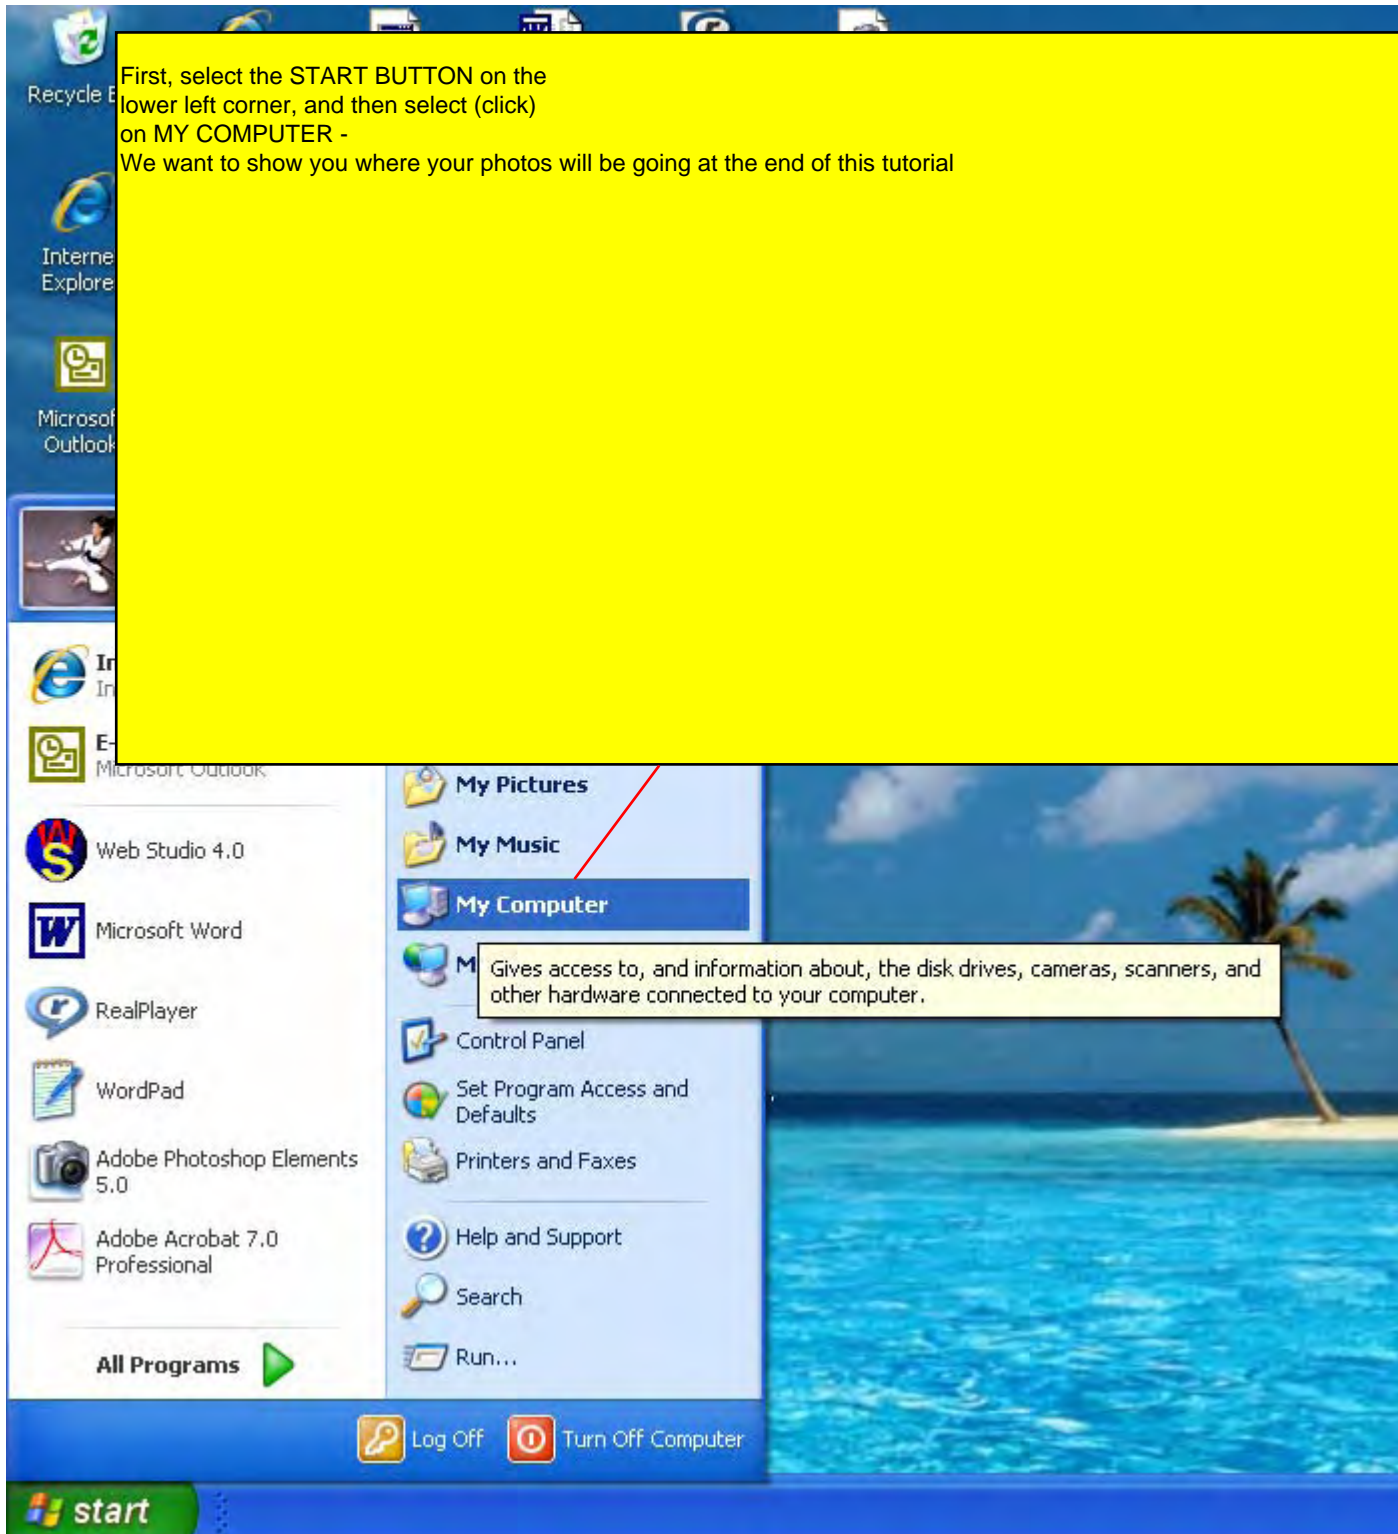 Recycle B
First, select the START BUTTON on the
lower left corner, and then select (click)
on MY COMPUTER -
We want to show you where your photos will be going at the end of this tutorial
Interne
Explore
Microsof
Outlook
In
In
E-
Microsoft Outlook
Web Studio 4.0
Microsoft Word
RealPlayer
WordPad
Adobe Photoshop Elements
5.0
Adobe Acrobat 7.0
Professional
All Programs
My Pictures
My Music
My Computer
M
Gives access to, and information about, the disk drives, cameras, scanners, and
other hardware connected to your computer.
Control Panel
Set Program Access and
Defaults
Printers and Faxes
Help and Support
Search
Run...
Log Off
Turn Off Computer
start